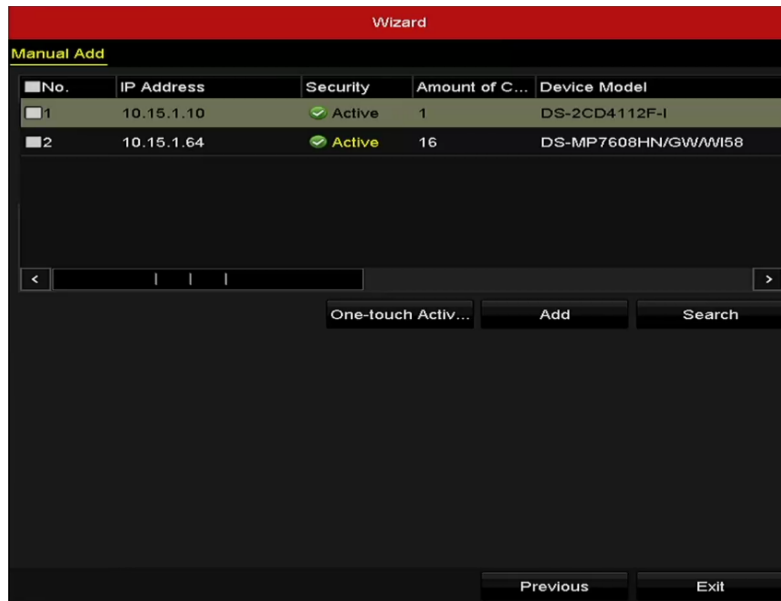 Wizard
Manual Add
No. IP Address Security Amount of C... Device Model
1 10.15.1.10 Active 1 DS-2CD4112F-I
2 10.15.1.64 Active 16 DS-MP7608HN/GW/WI58
< >
One-touch Activ... Add Search
Previous Exit